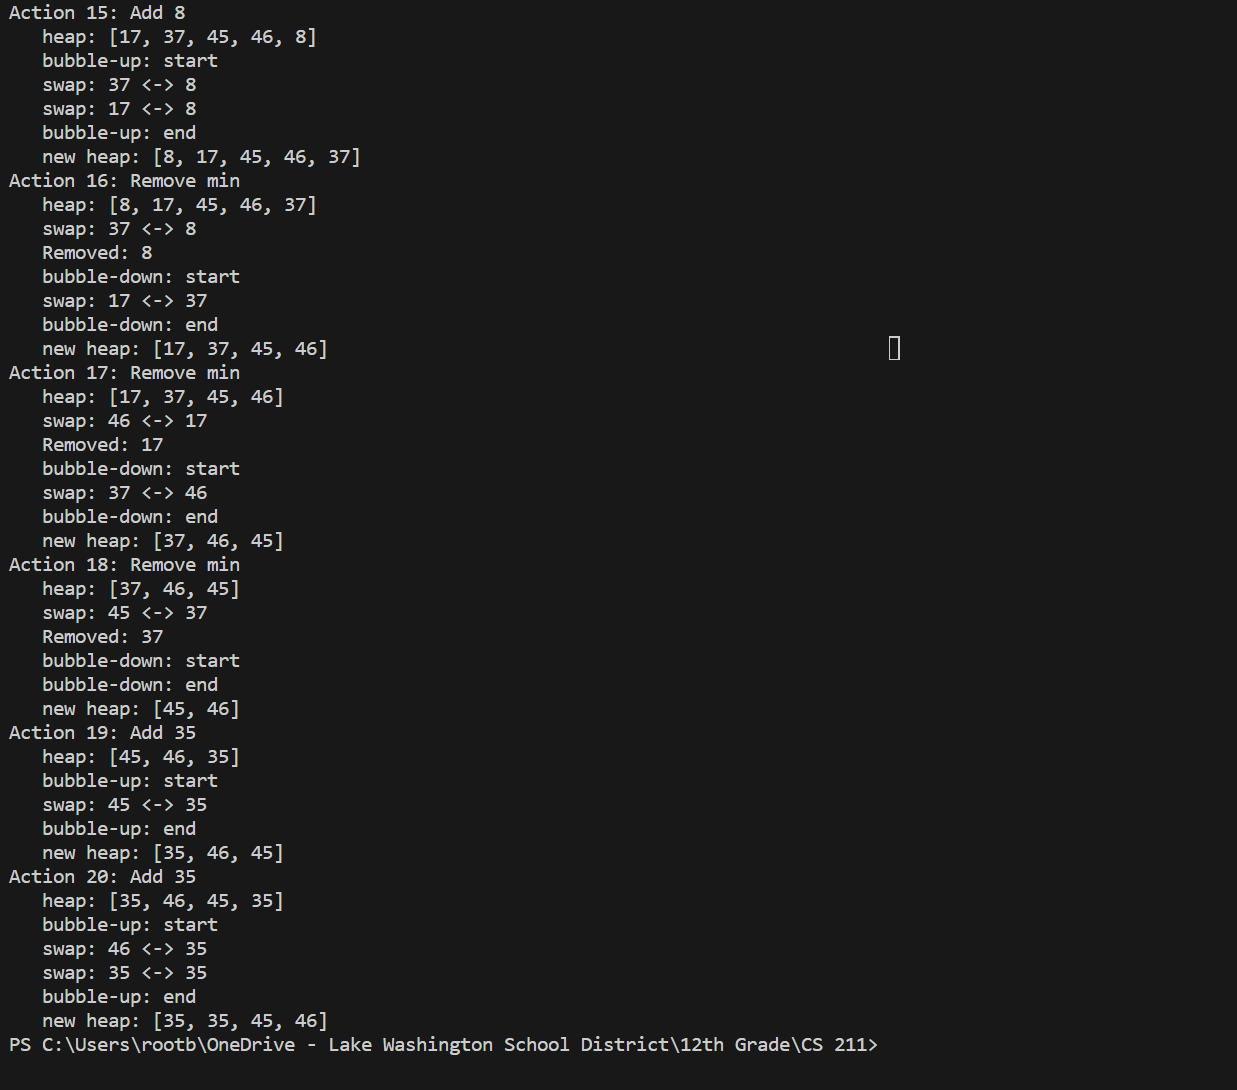 Action 15: Add 8
heap: [17, 37, 45, 46, 8]
bubble-up: start
swap: 37 <-> 8
swap: 17 <-> 8
bubble-up: end
new heap: [8, 17, 45, 46, 37]
Action 16: Remove min
heap: [8, 17, 45, 46, 37]
swap: 37 <-> 8
Removed: 8
bubble-down: start
swap: 17 <-> 37
bubble-down: end
new heap: [17, 37, 45, 46]
Action 17: Remove min
heap: [17, 37, 45, 46]
swap: 46 <-> 17
Removed: 17
bubble-down: start
swap: 37 <-> 46
bubble-down: end
new heap: [37, 46, 45]
Action 18: Remove min
heap: [37, 46, 45]
swap: 45 <-> 37
Removed: 37
bubble-down: start
bubble-down: end
new heap: [45, 46]
Action 19: Add 35
heap: [45, 46, 35]
bubble-up: start
swap: 45 <-> 35
bubble-up: end
new heap: [35, 46, 45]
Action 20: Add 35
heap: [35, 46, 45, 35]
bubble-up: start
swap: 46 <-> 35
swap: 35 <-> 35
bubble-up: end
new heap: [35, 35, 45, 46]
PS C:\Users\rootb\OneDrive - Lake Washington School District\12th Grade\CS 211>